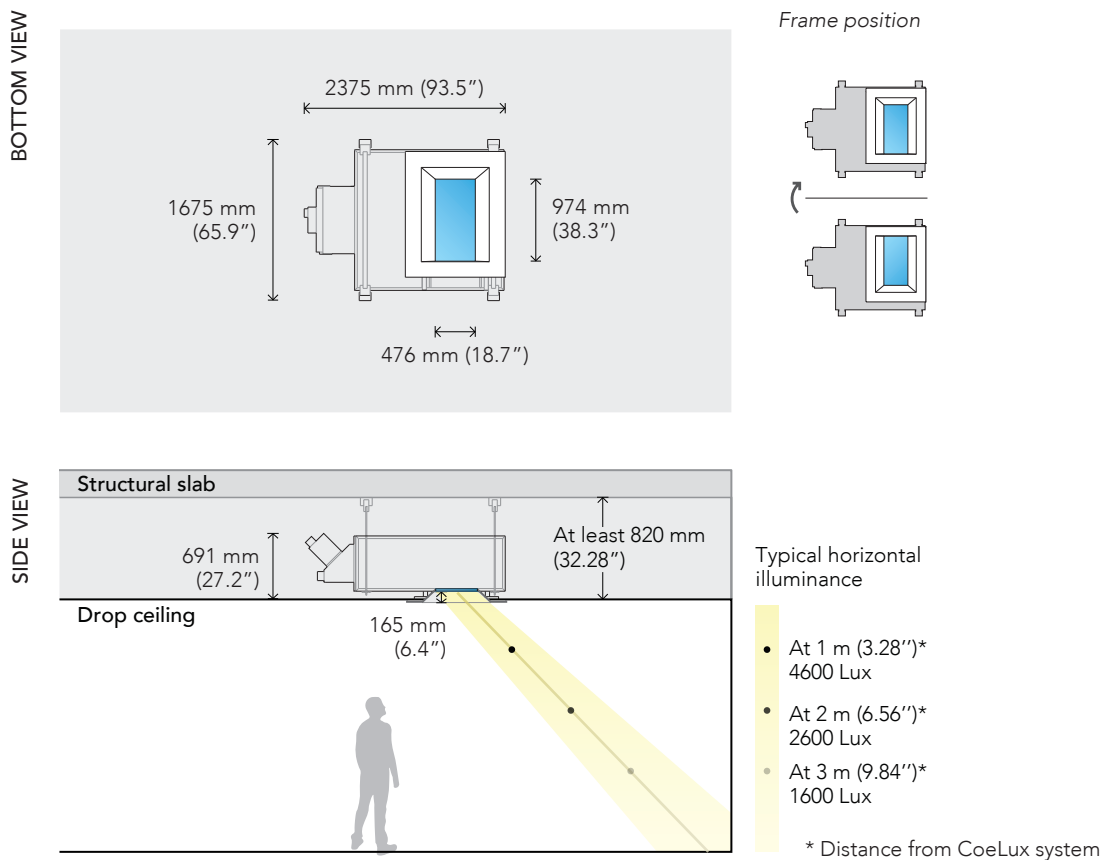 BOTTOM VIEW
Frame position
2375 mm (93.5”)
1675 mm
(65.9”)
974 mm
(38.3”)
476 mm (18.7”)
SIDE VIEW
Structural slab
691 mm
(27.2”)
At least 820 mm
(32.28”)
Drop ceiling
165 mm
(6.4”)
Typical horizontal
illuminance
At 1 m (3.28’’)*
4600 Lux
At 2 m (6.56’’)*
2600 Lux
At 3 m (9.84’’)*
1600 Lux
* Distance from CoeLux system